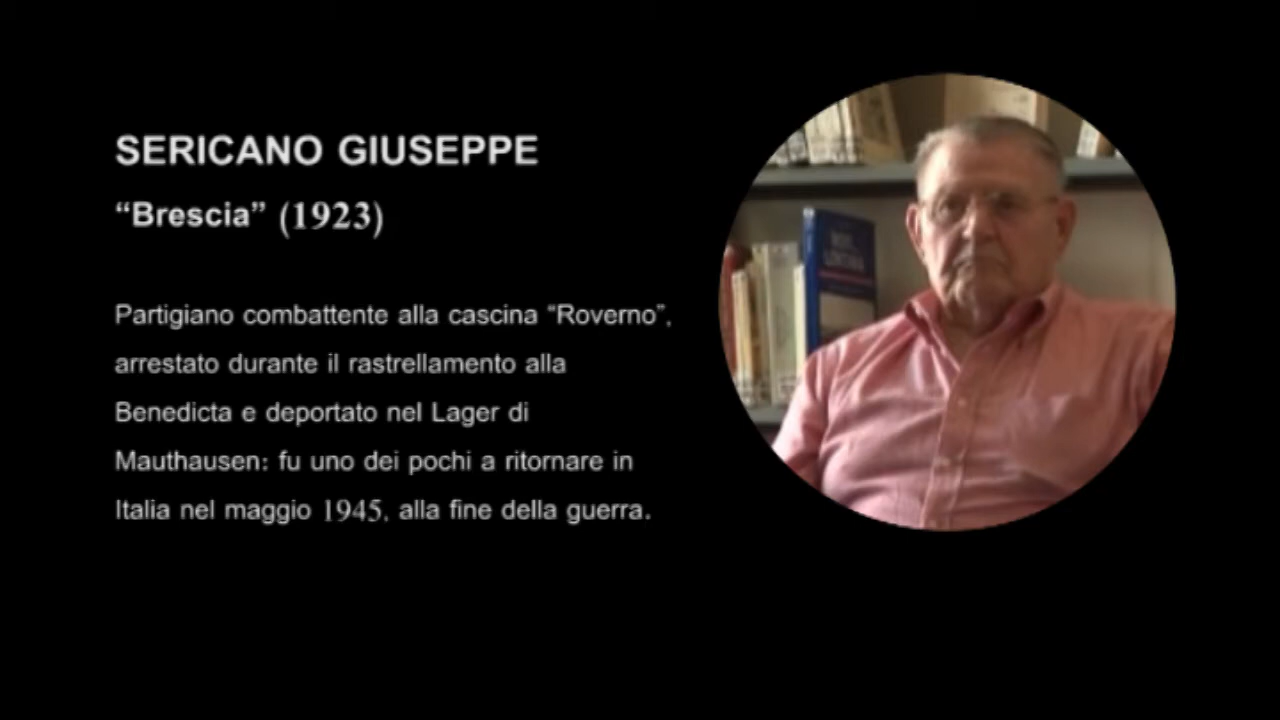 SERICANO GIUSEPPE
“Brescia” (1923)
Partigiano combattente alla cascina “Roverno”,
arrestato durante il rastrellamento alla
Benedicta e deportato nel Lager di
Mauthausen: fu uno dei pochi a ritornare in
Italia nel maggio 1945, alla fine della guerra.